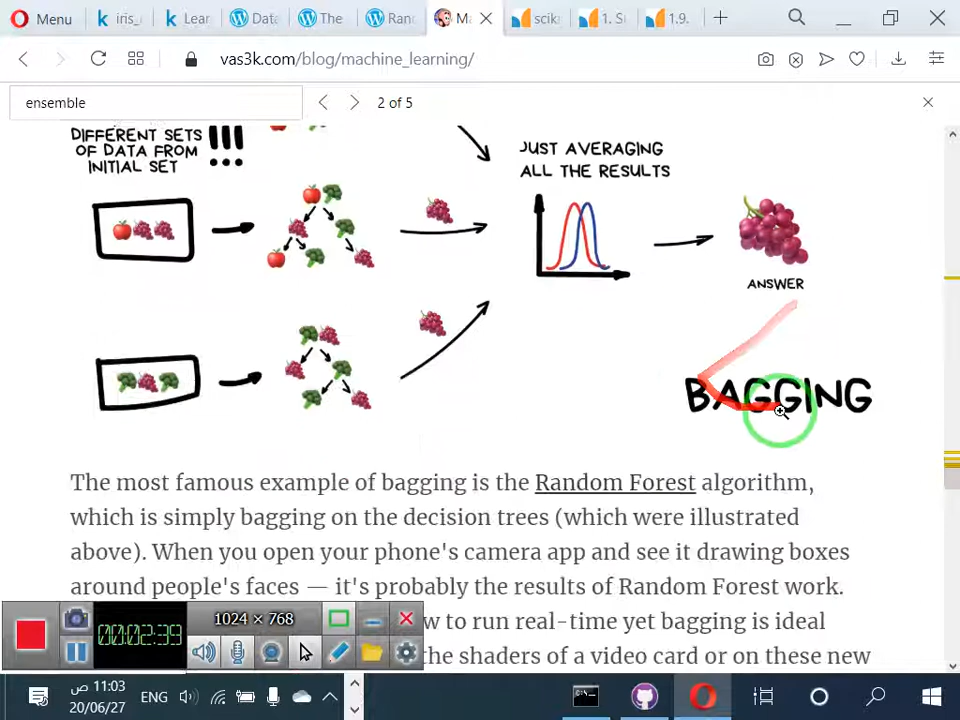 Menu
iris_
Lear
Data
The
Ran
Ma
scik
1. S
1.9.
vas3k.com/blog/machine_learning/
ensemble
2 of 5
DIFFERENT SETS
OF DATA FROM
INITIAL SET
!!!
JUST AVERAGING
ALL THE RESULTS
ANSWER
BAGGING
The most famous example of bagging is the Random Forest algorithm,
which is simply bagging on the decision trees (which were illustrated
above). When you open your phone's camera app and see it drawing boxes
around people's faces — it's probably the results of Random Forest work.
w to run real-time yet bagging is ideal
the shaders of a video card or on these new
1024 × 768
00:02:39
ENG
11:03 ص
20/06/27